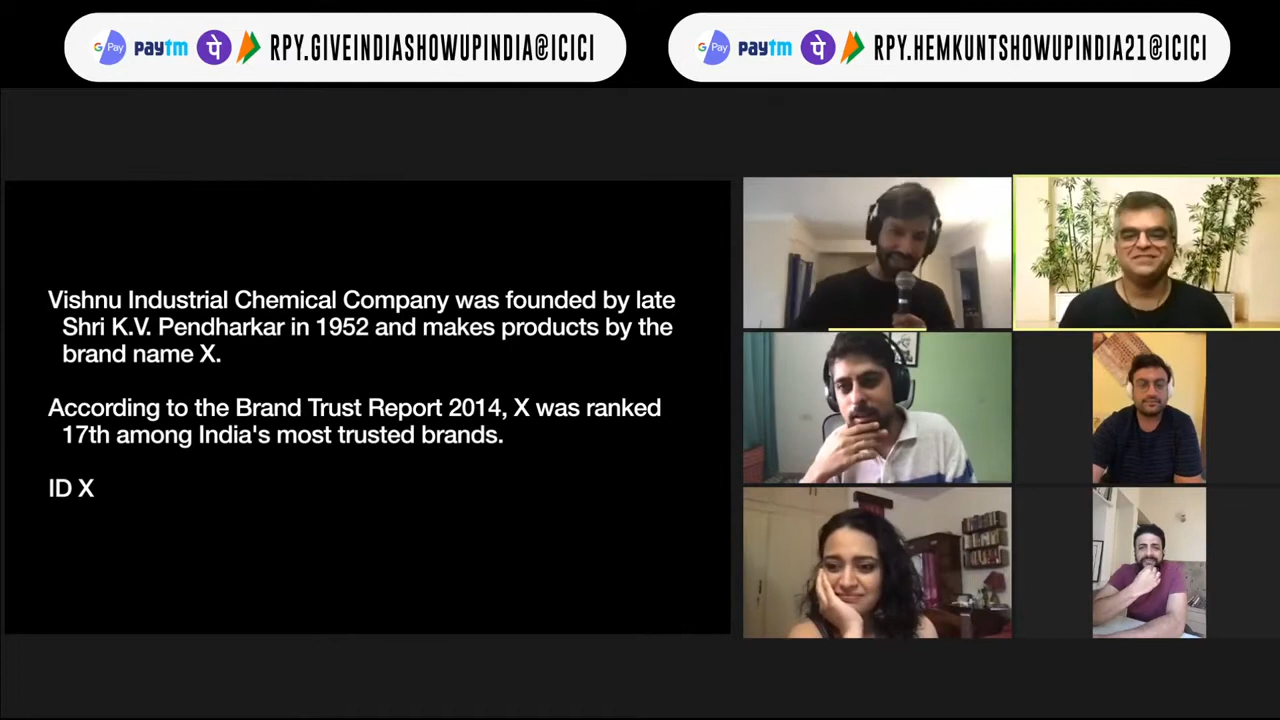 G Pay paytm पे RPY.GIVEINDIASHOWUPINDIA@ICICI
G Pay paytm पे RPY.HEMKUNTSHOWUPINDIA21@ICICI
Vishnu Industrial Chemical Company was founded by late
Shri K.V. Pendharkar in 1952 and makes products by the
brand name X.
According to the Brand Trust Report 2014, X was ranked
17th among India's most trusted brands.
ID X